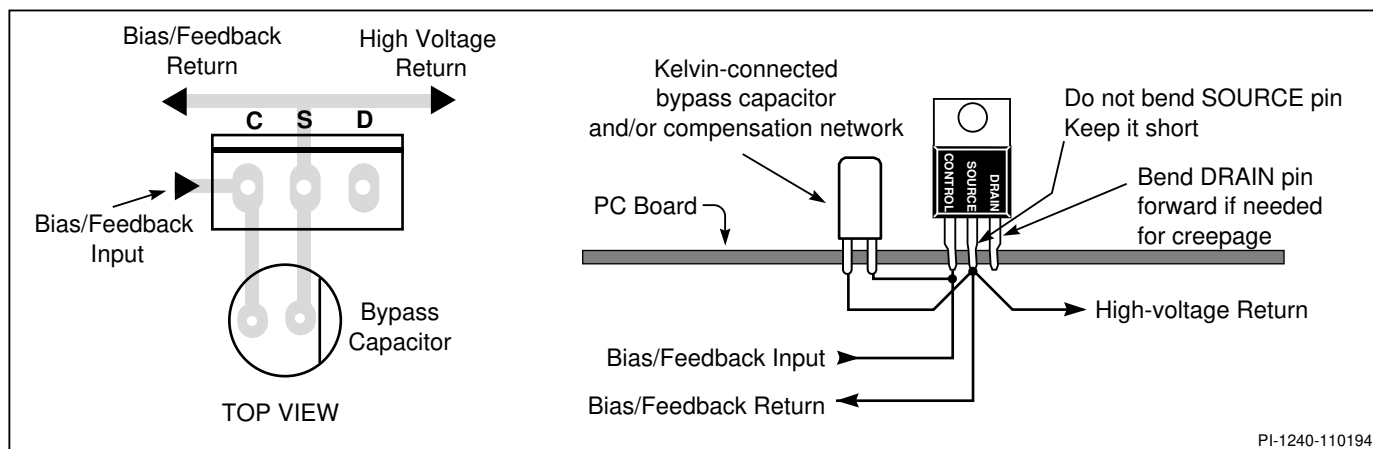 Bias/Feedback
Return
High Voltage
Return
C
S
D
Bias/Feedback
Input
Bypass
Capacitor
TOP VIEW
Kelvin-connected
bypass capacitor
and/or compensation network
PC Board
CONTROL
SOURCE
DRAIN
Do not bend SOURCE pin
Keep it short
Bend DRAIN pin
forward if needed
for creepage
High-voltage Return
Bias/Feedback Input
Bias/Feedback Return
PI-1240-110194